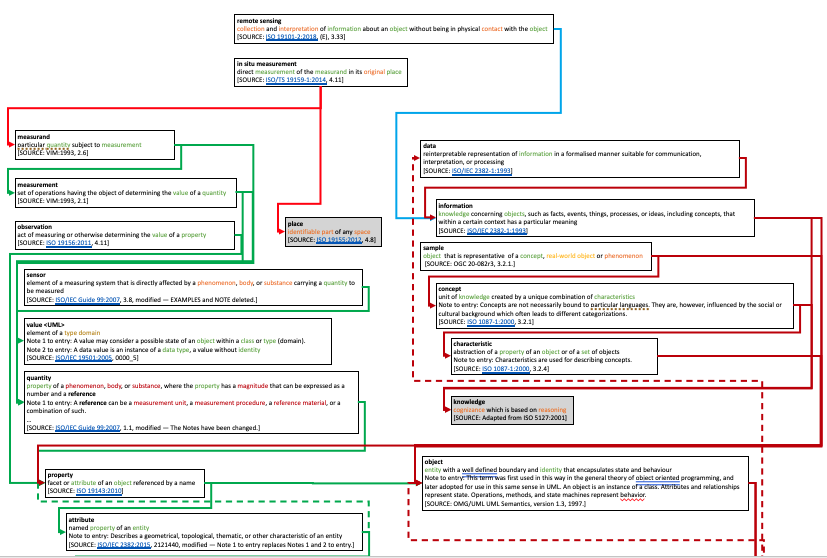 remote sensing
collection and interpretation of information about an object without being in physical contact with the object
[SOURCE: ISO 19101-2:2018, (E), 3.33]
in situ measurement
direct measurement of the measurand in its original place
[SOURCE: ISO/TS 19159-1:2014, 4.11]
measurand
particular quantity subject to measurement
[SOURCE: VIM:1993, 2.6]
measurement
set of operations having the object of determining the value of a quantity
[SOURCE: VIM:1993, 2.1]
observation
act of measuring or otherwise determining the value of a property
[SOURCE: ISO 19156:2011, 4.11]
place
identifiable part of any space
[SOURCE: ISO 19155:2012, 4.8]
sensor
element of a measuring system that is directly affected by a phenomenon, body, or substance carrying a quantity to
be measured
[SOURCE: ISO/IEC Guide 99:2007, 3.8, modified — EXAMPLES and NOTE deleted.]
value <UML>
element of a type domain
Note 1 to entry: A value may consider a possible state of an object within a class or type (domain).
Note 2 to entry: A data value is an instance of a data type, a value without identity
[SOURCE: ISO/IEC 19501:2005, 0000_5]
quantity
property of a phenomenon, body, or substance, where the property has a magnitude that can be expressed as a
number and a reference
Note 1 to entry: A reference can be a measurement unit, a measurement procedure, a reference material, or a
combination of such.
...
[SOURCE: ISO/IEC Guide 99:2007, 1.1, modified — The Notes have been changed.]
property
facet or attribute of an object referenced by a name
[SOURCE: ISO 19143:2010]
attribute
named property of an entity
Note to entry: Describes a geometrical, topological, thematic, or other characteristic of an entity
[SOURCE: ISO/IEC 2382:2015, 2121440, modified — Note 1 to entry replaces Notes 1 and 2 to entry.]
data
reinterpretable representation of information in a formalised manner suitable for communication,
interpretation, or processing
[SOURCE: ISO/IEC 2382-1:1993]
information
knowledge concerning objects, such as facts, events, things, processes, or ideas, including concepts, that
within a certain context has a particular meaning
[SOURCE: ISO/IEC 2382-1:1993]
sample
object that is representative of a concept, real-world object or phenomenon
[SOURCE: OGC 20-082r3, 3.2.1.]
concept
unit of knowledge created by a unique combination of characteristics
Note to entry: Concepts are not necessarily bound to particular languages. They are, however, influenced by the social or
cultural background which often leads to different categorizations.
[SOURCE: ISO 1087-1:2000, 3.2.1]
characteristic
abstraction of a property of an object or of a set of objects
Note to entry: Characteristics are used for describing concepts.
[SOURCE: ISO 1087-1:2000, 3.2.4]
knowledge
cognizance which is based on reasoning
[SOURCE: Adapted from ISO 5127:2001]
object
entity with a well defined boundary and identity that encapsulates state and behaviour
Note to entry: This term was first used in this way in the general theory of object oriented programming, and
later adopted for use in this same sense in UML. An object is an instance of a class. Attributes and relationships
represent state. Operations, methods, and state machines represent behavior.
[SOURCE: OMG/UML UML Semantics, version 1.3, 1997.]